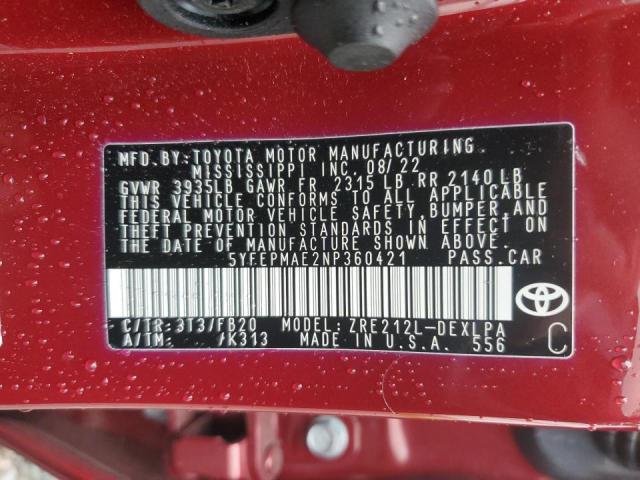 MFD. BY: TOYOTA MOTOR MANUFACTURING,
MISSISSIPPI INC. 08/22
GVWR 3935LB GAWR FR. 2315 LB, RR 2140 LB
THIS VEHICLE CONFORMS TO ALL APPLICABLE
FEDERAL MOTOR VEHICLE SAFETY, BUMPER, AND
THEFT PREVENTION STANDARDS IN EFFECT ON
THE DATE OF MANUFACTURE SHOWN ABOVE.
5YFEPMAE2NP360421 PASS.CAR
C/TR: 3T3/FB20 MODEL: ZRE212L-DEXLPA
A/TM: /K313 MADE IN U.S.A. 556
C